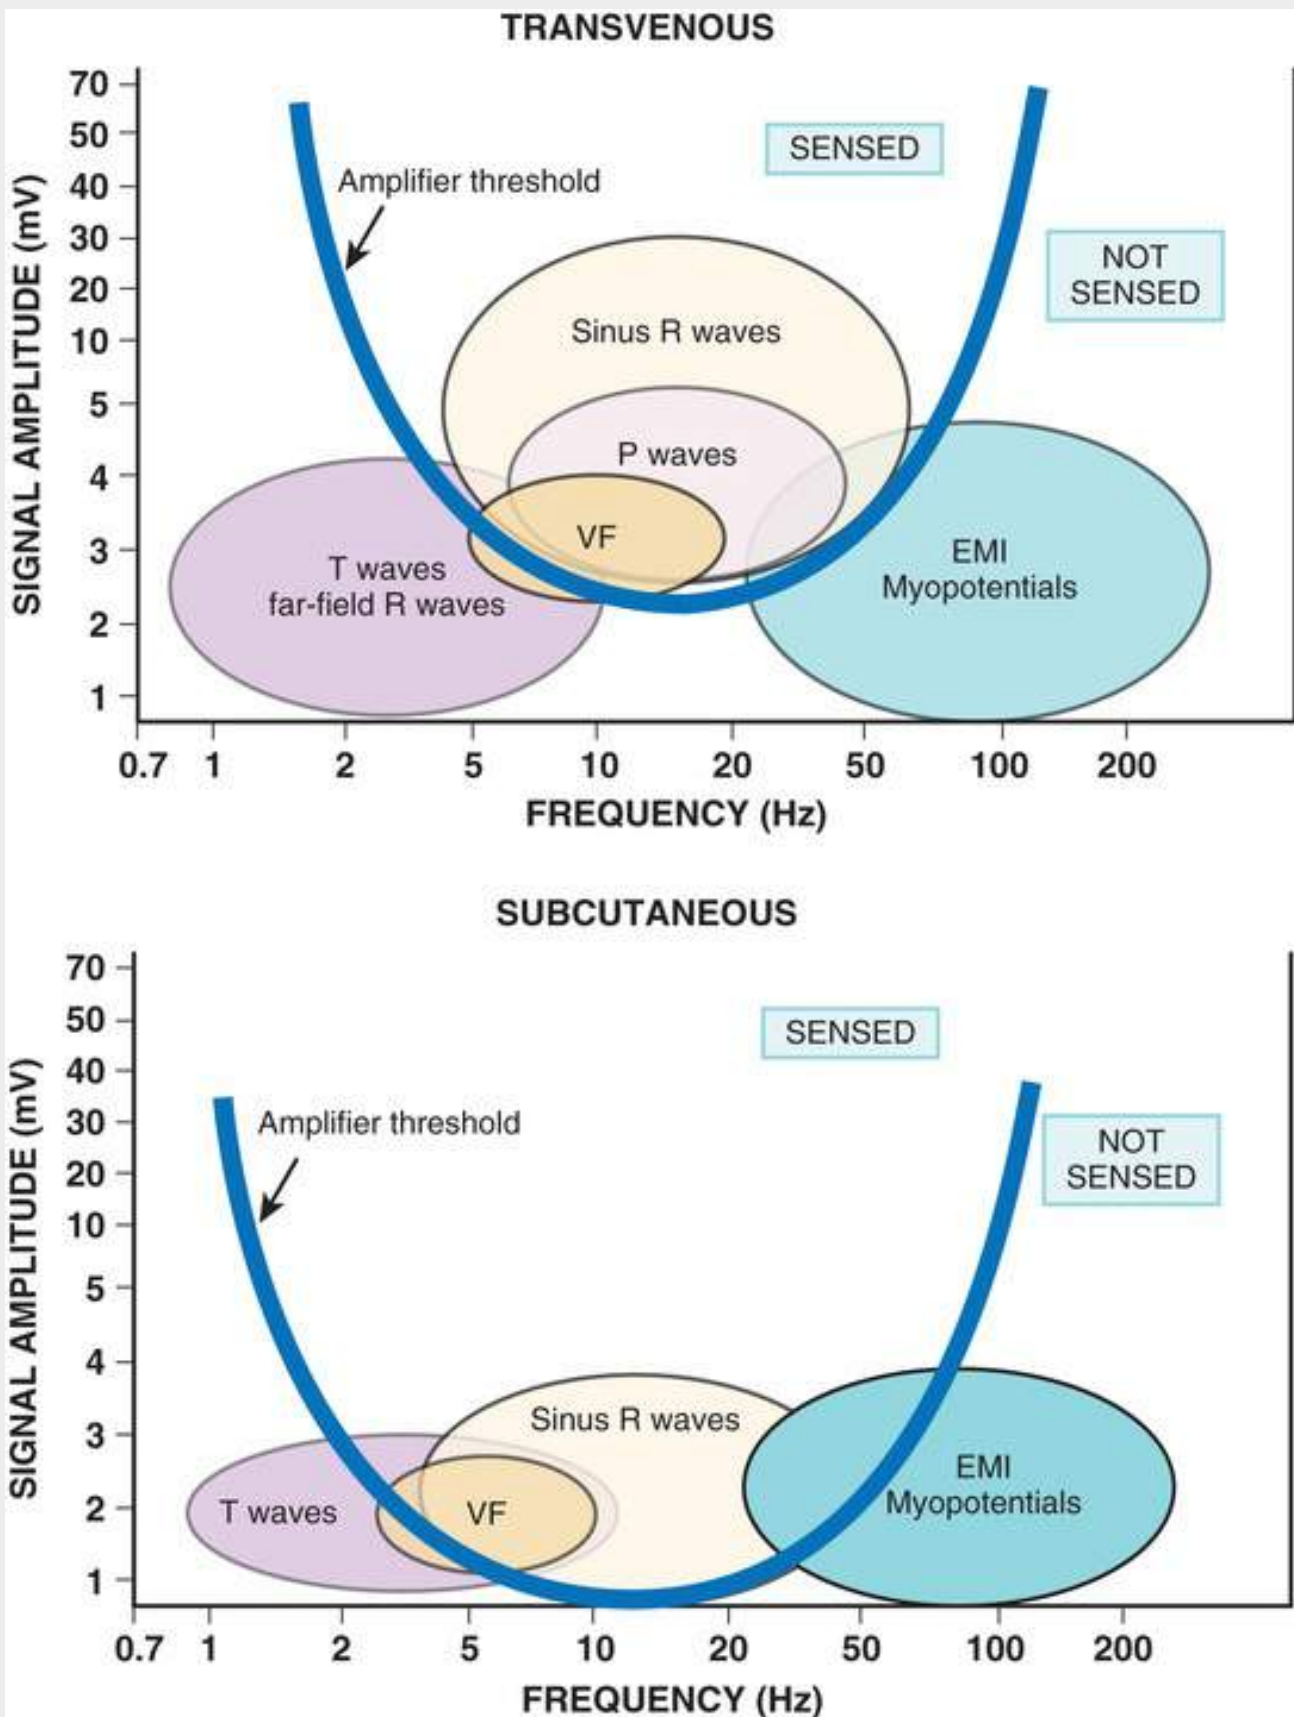 TRANSVENOUS
SIGNAL AMPLITUDE (mV)
70
50
40
30
20
10
5
4
3
2
1
Amplifier threshold
SENSED
NOT
SENSED
Sinus R waves
P waves
VF
T waves
far-field R waves
EMI
Myopotentials
0.7 1 2 5 10 20 50 100 200
FREQUENCY (Hz)
SUBCUTANEOUS
SIGNAL AMPLITUDE (mV)
70
50
40
30
20
10
5
4
3
2
1
SENSED
Amplifier threshold
NOT
SENSED
Sinus R waves
T waves
VF
EMI
Myopotentials
0.7 1 2 5 10 20 50 100 200
FREQUENCY (Hz)